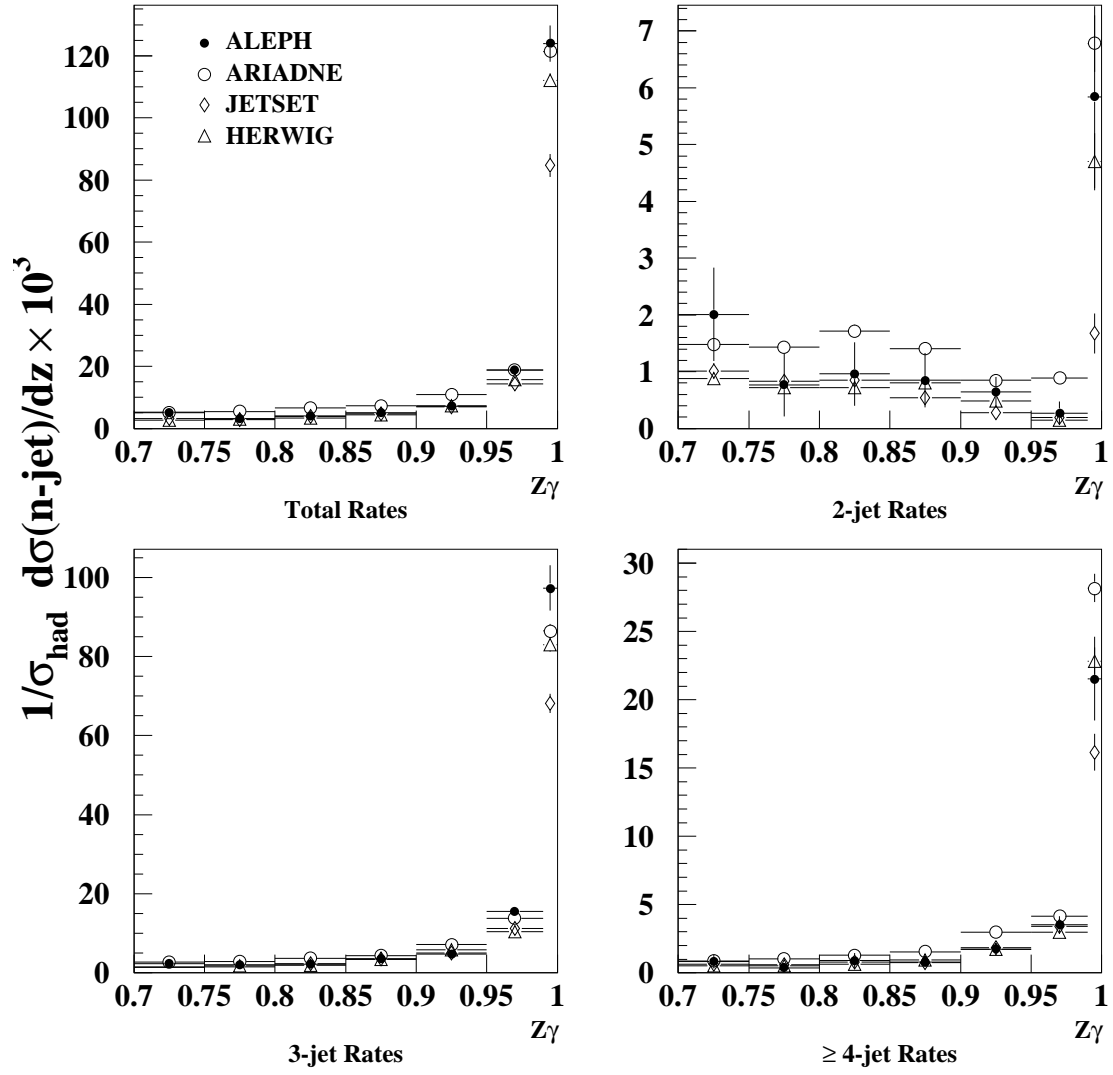 1/σhad dσ(n-jet)/dz × 10³
120
100
80
60
40
20
0
ALEPH
ARIADNE
JETSET
HERWIG
0.7 0.75 0.8 0.85 0.9 0.95 1
Zγ
Total Rates
7
6
5
4
3
2
1
0
0.7 0.75 0.8 0.85 0.9 0.95 1
Zγ
2-jet Rates
100
80
60
40
20
0
0.7 0.75 0.8 0.85 0.9 0.95 1
Zγ
3-jet Rates
30
25
20
15
10
5
0
0.7 0.75 0.8 0.85 0.9 0.95 1
Zγ
≥ 4-jet Rates